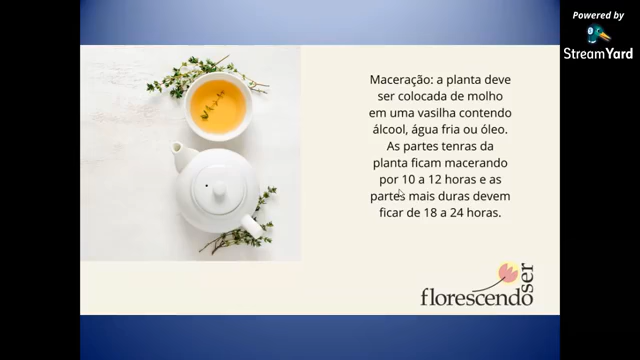 Powered by
StreamYard
Maceração: a planta deve
ser colocada de molho
em uma vasilha contendo
álcool, água fria ou óleo.
As partes tenras da
planta ficam macerando
por 10 a 12 horas e as
partes mais duras devem
ficar de 18 a 24 horas.
florescendo
ser